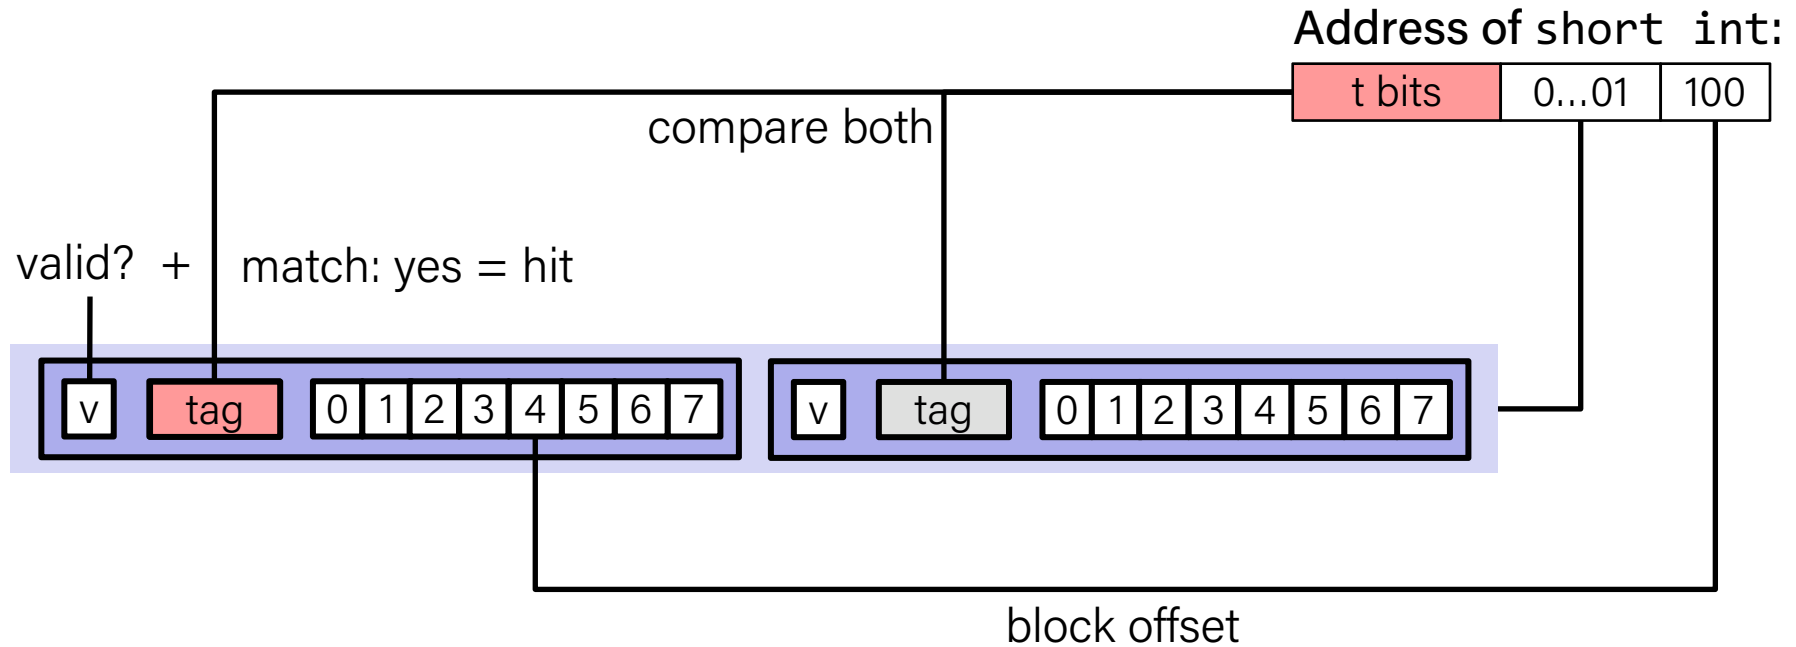 Address of short int:
t bits 0...01 100
compare both
valid? + match: yes = hit
v tag 0 1 2 3 4 5 6 7 v tag 0 1 2 3 4 5 6 7
block offset